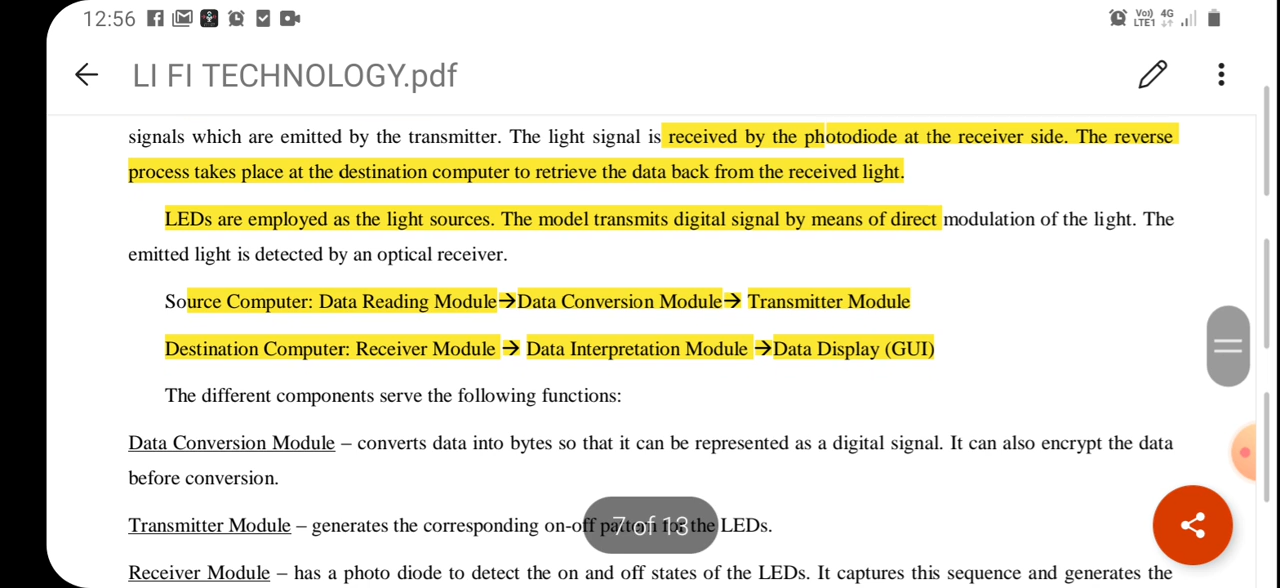 12:56
Vo)) 4G
LTE1
LI FI TECHNOLOGY.pdf
signals which are emitted by the transmitter. The light signal is received by the photodiode at the receiver side. The reverse
process takes place at the destination computer to retrieve the data back from the received light.
LEDs are employed as the light sources. The model transmits digital signal by means of direct modulation of the light. The
emitted light is detected by an optical receiver.
Source Computer: Data Reading Module→Data Conversion Module→ Transmitter Module
Destination Computer: Receiver Module → Data Interpretation Module →Data Display (GUI)
The different components serve the following functions:
Data Conversion Module – converts data into bytes so that it can be represented as a digital signal. It can also encrypt the data
before conversion.
Transmitter Module – generates the corresponding on-off pattern for the LEDs.
7 of 13
Receiver Module – has a photo diode to detect the on and off states of the LEDs. It captures this sequence and generates the